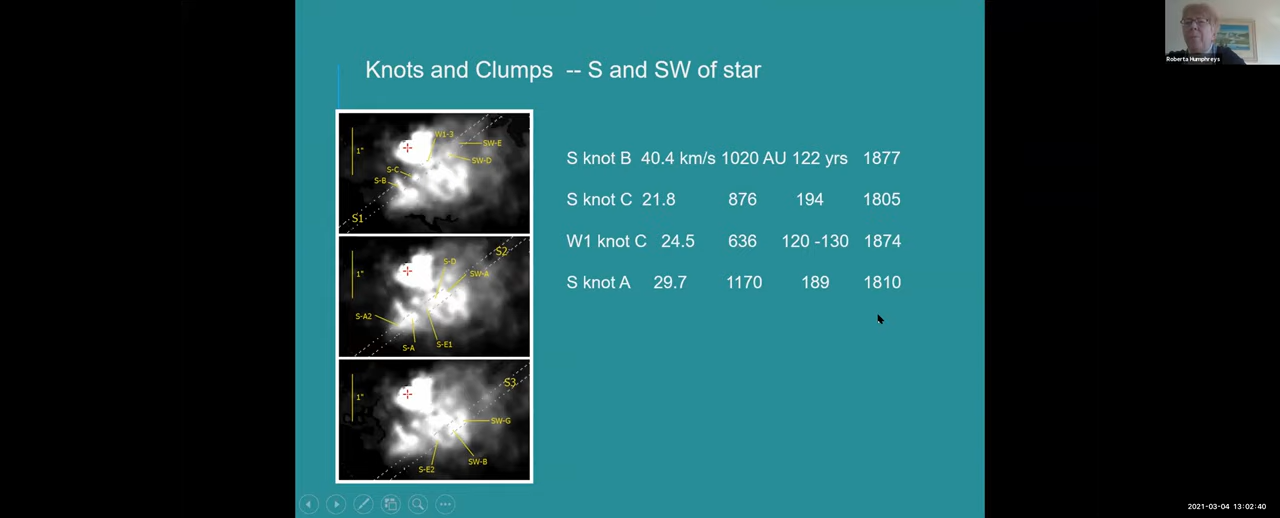 Knots and Clumps -- S and SW of star
Roberta Humphreys
W1-3
SW-E
1"
SW-D
S-C
S-B
S1
S knot B 40.4 km/s 1020 AU 122 yrs 1877
S knot C 21.8 876 194 1805
W1 knot C 24.5 636 120 -130 1874
S knot A 29.7 1170 189 1810
S2
S-D
1"
SW-A
S-A2
S-A
S-E1
S3
1"
SW-G
SW-B
S-E2
2021-03-04 13:02:40